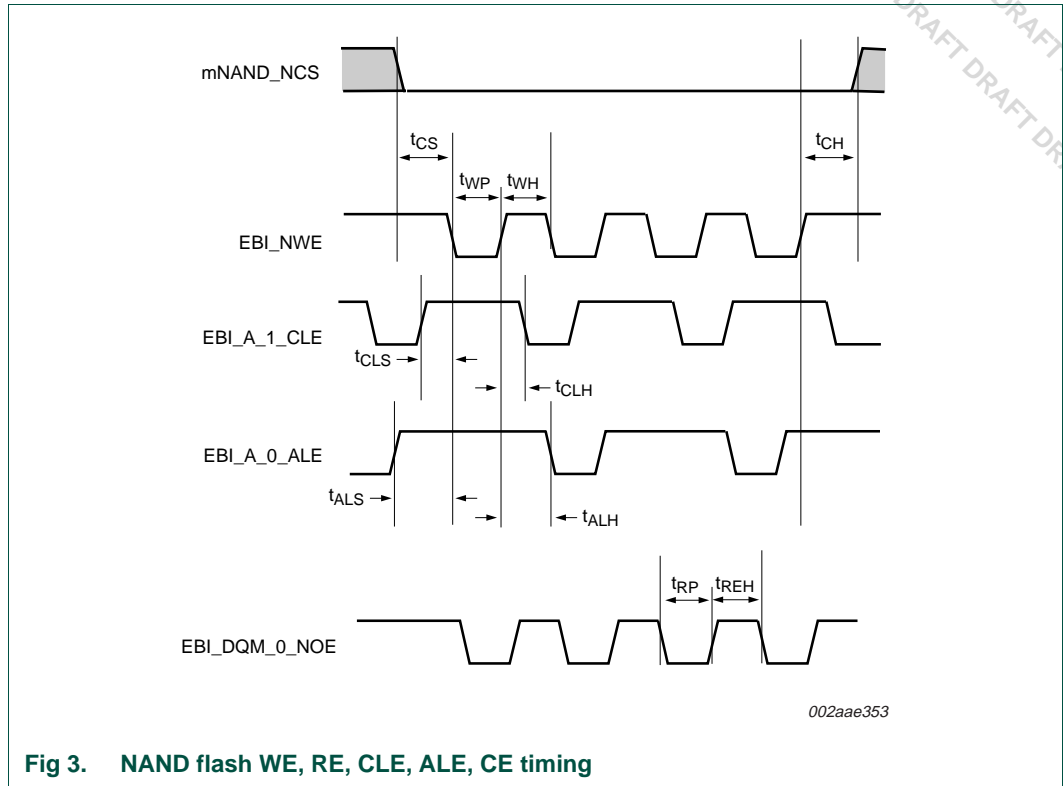 DRAFT DRAFT
DRAFT DRAFT DR
mNAND_NCS
tCS
tCH
tWP
tWH
EBI_NWE
EBI_A_1_CLE
tCLS
tCLH
EBI_A_0_ALE
tALS
tALH
tRP
tREH
EBI_DQM_0_NOE
002aae353
Fig 3. NAND flash WE, RE, CLE, ALE, CE timing